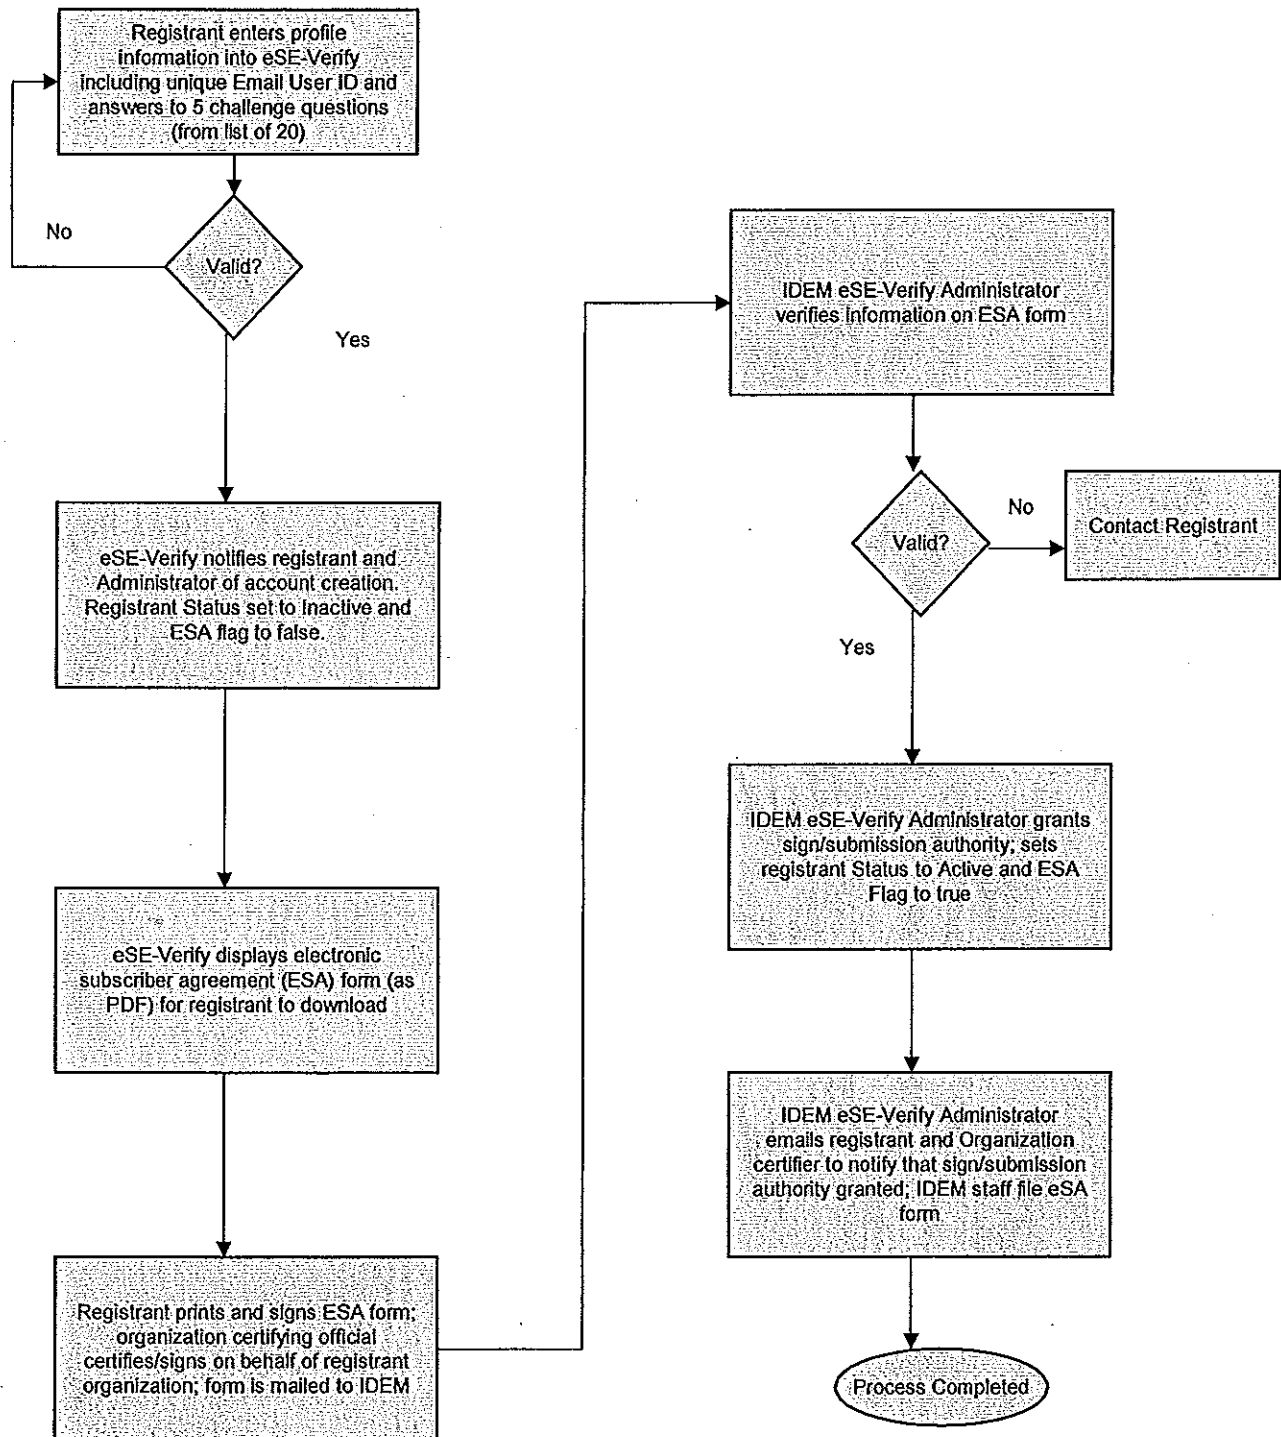 Registrant enters profile
information into eSE-Verify
including unique Email User ID and
answers to 5 challenge questions
(from list of 20)
No
Valid?
Yes
eSE-Verify notifies registrant and
Administrator of account creation.
Registrant Status set to Inactive and
ESA flag to false.
eSE-Verify displays electronic
subscriber agreement (ESA) form (as
PDF) for registrant to download
Registrant prints and signs ESA form;
organization certifying official
certifies/signs on behalf of registrant
organization; form is mailed to IDEM
IDEM eSE-Verify Administrator
verifies Information on ESA form
Valid?
No
Contact Registrant
Yes
IDEM eSE-Verify Administrator grants
sign/submission authority; sets
registrant Status to Active and ESA
Flag to true
IDEM eSE-Verify Administrator
emails registrant and Organization
certifier to notify that sign/submission
authority granted; IDEM staff file eSA
form
Process Completed